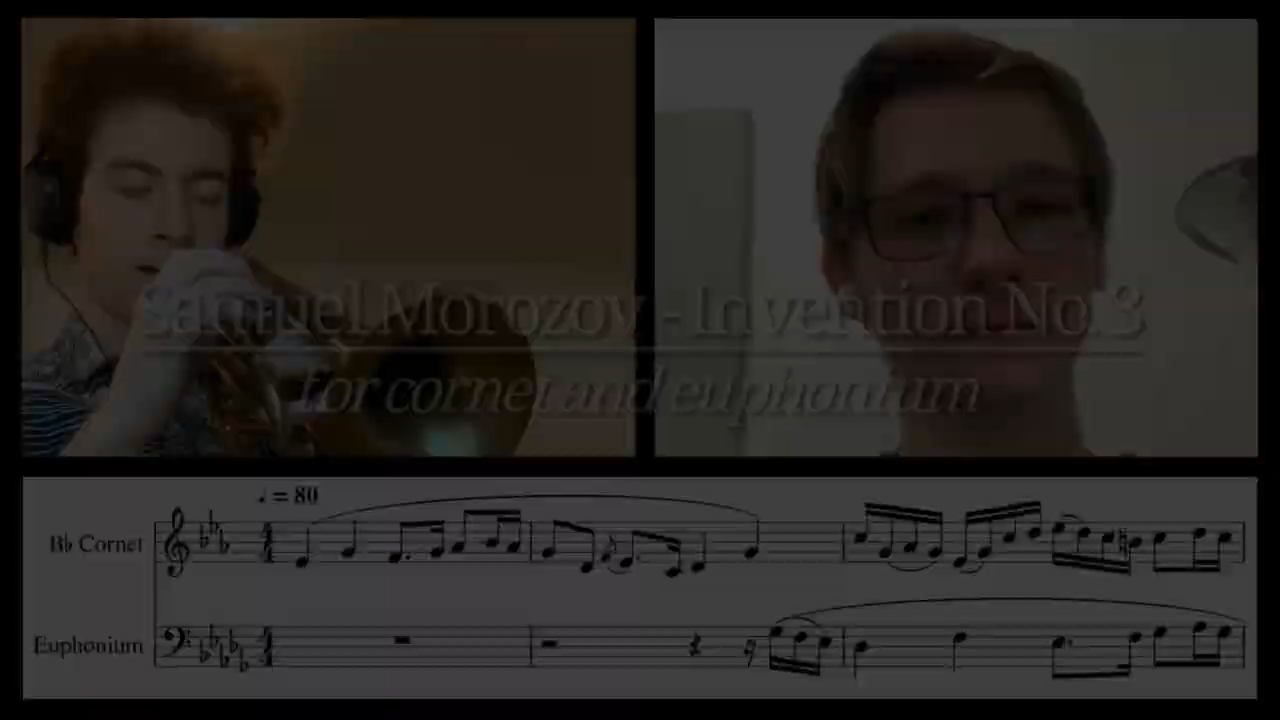 Samuel Morozov - Invention No. 3
for cornet and euphonium
♩ = 80
B♭ Cornet
Euphonium